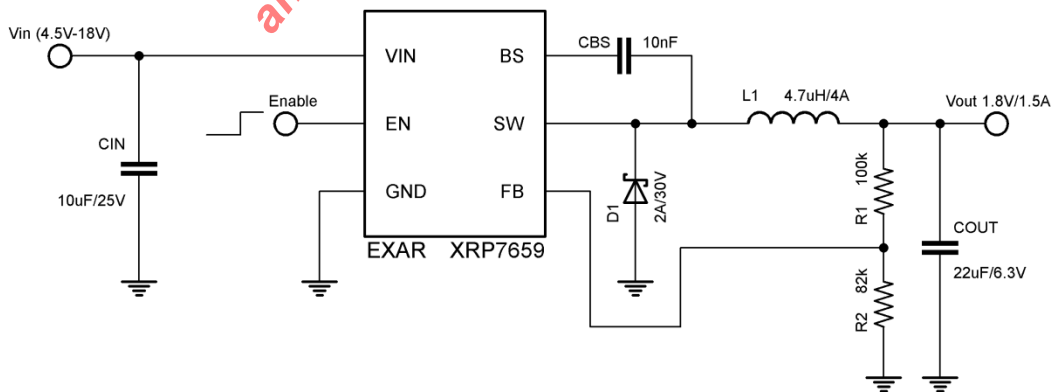 Vin (4.5V-18V)
CIN
10uF/25V
Enable
VIN
EN
GND
BS
SW
FB
EXAR XRP7659
CBS 10nF
D1
2A/30V
L1 4.7uH/4A
Vout 1.8V/1.5A
R1 100k
R2 82k
COUT
22uF/6.3V